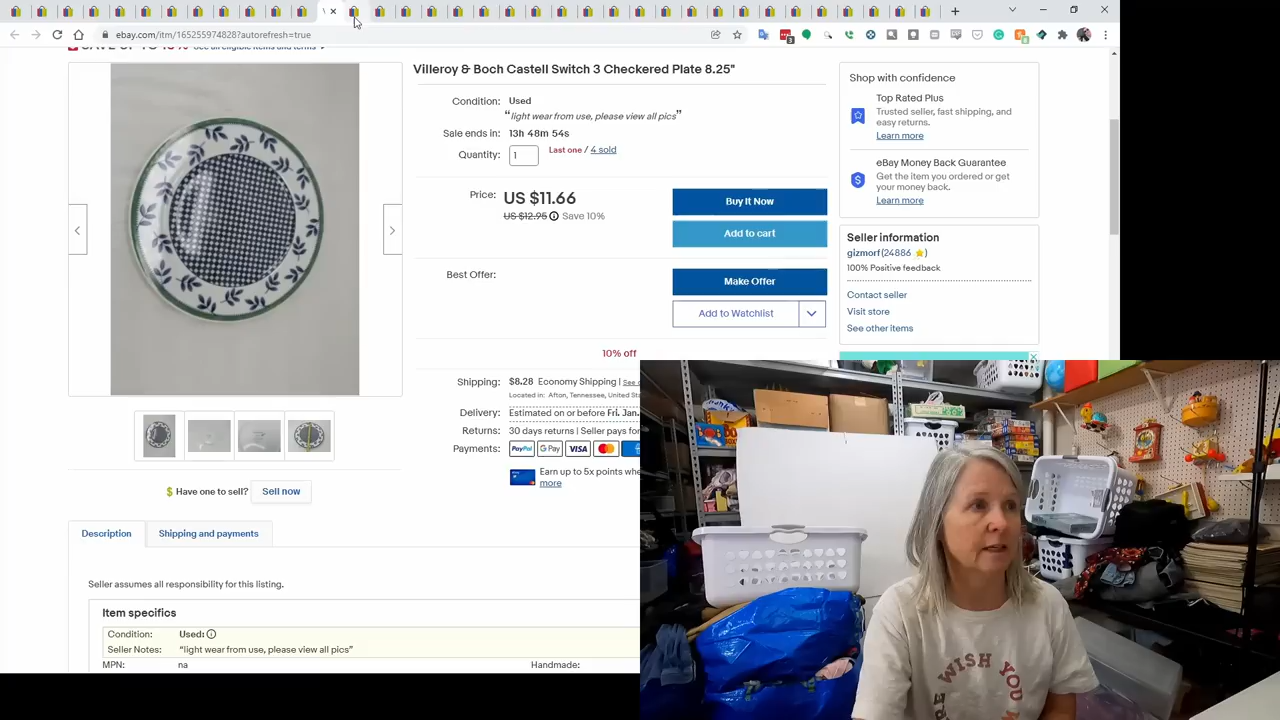 ebay.com/itm/165255974828?autorefresh=true
See all eligible items and terms
Villeroy & Boch Castell Switch 3 Checkered Plate 8.25"
Condition: Used
"light wear from use, please view all pics"
Sale ends in: 13h 48m 54s
Quantity: 1 Last one / 4 sold
Price: US $11.66
US $12.95 Save 10%
Buy It Now
Add to cart
Best Offer:
Make Offer
Add to Watchlist
10% off
Shipping: $8.28 Economy Shipping | See
Located in: Afton, Tennessee, United Sta
Delivery: Estimated on or before Fri. Jan.
Returns: 30 days returns | Seller pays for
Payments: PayPal G Pay VISA
Earn up to 5x points whe
more
Have one to sell? Sell now
Description
Shipping and payments
Seller assumes all responsibility for this listing.
Item specifics
Condition: Used:
Seller Notes: "light wear from use, please view all pics"
MPN: na
Handmade:
Shop with confidence
Top Rated Plus
Trusted seller, fast shipping, and
easy returns.
Learn more
eBay Money Back Guarantee
Get the item you ordered or get
your money back.
Learn more
Seller information
gizmorf (24886)
100% Positive feedback
Contact seller
Visit store
See other items
WISH YOU